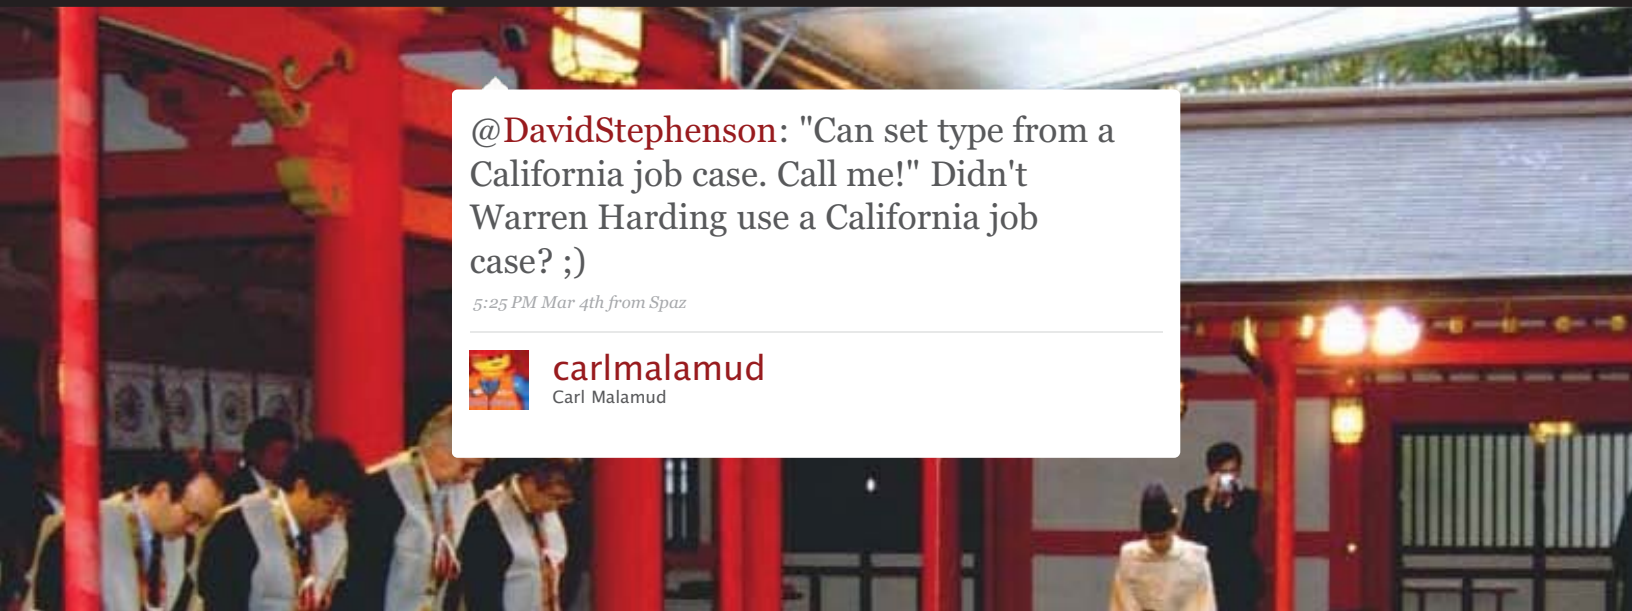 @DavidStephenson: "Can set type from a
California job case. Call me!" Didn't
Warren Harding use a California job
case? ;)
5:25 PM Mar 4th from Spaz
carlmalamud
Carl Malamud